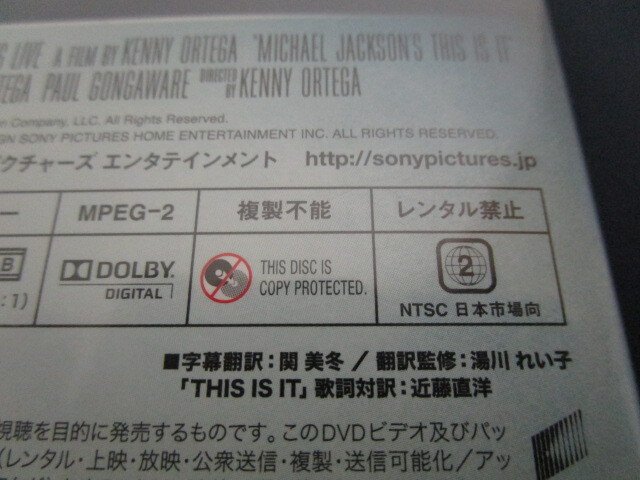 S LIVE A FILM BY KENNY ORTEGA "MICHAEL JACKSON'S THIS IS IT"
TEGA PAUL GONGAWARE DIRECTED BY KENNY ORTEGA
n Company, LLC. All Rights Reserved.
GN SONY PICTURES HOME ENTERTAINMENT INC. ALL RIGHTS RESERVED.
クチャーズ エンタテインメント http://sonypictures.jp
ー MPEG-2 複製不能 レンタル禁止
B
:1)
DOLBY
DIGITAL
THIS DISC IS
COPY PROTECTED.
2
NTSC 日本市場向
■字幕翻訳:関 美冬 / 翻訳監修:湯川 れい子
「THIS IS IT」歌詞対訳:近藤直洋
視聴を目的に発売するものです。このDVDビデオ及びパッ
(レンタル・上映・放映・公衆送信・複製・送信可能化/アッ